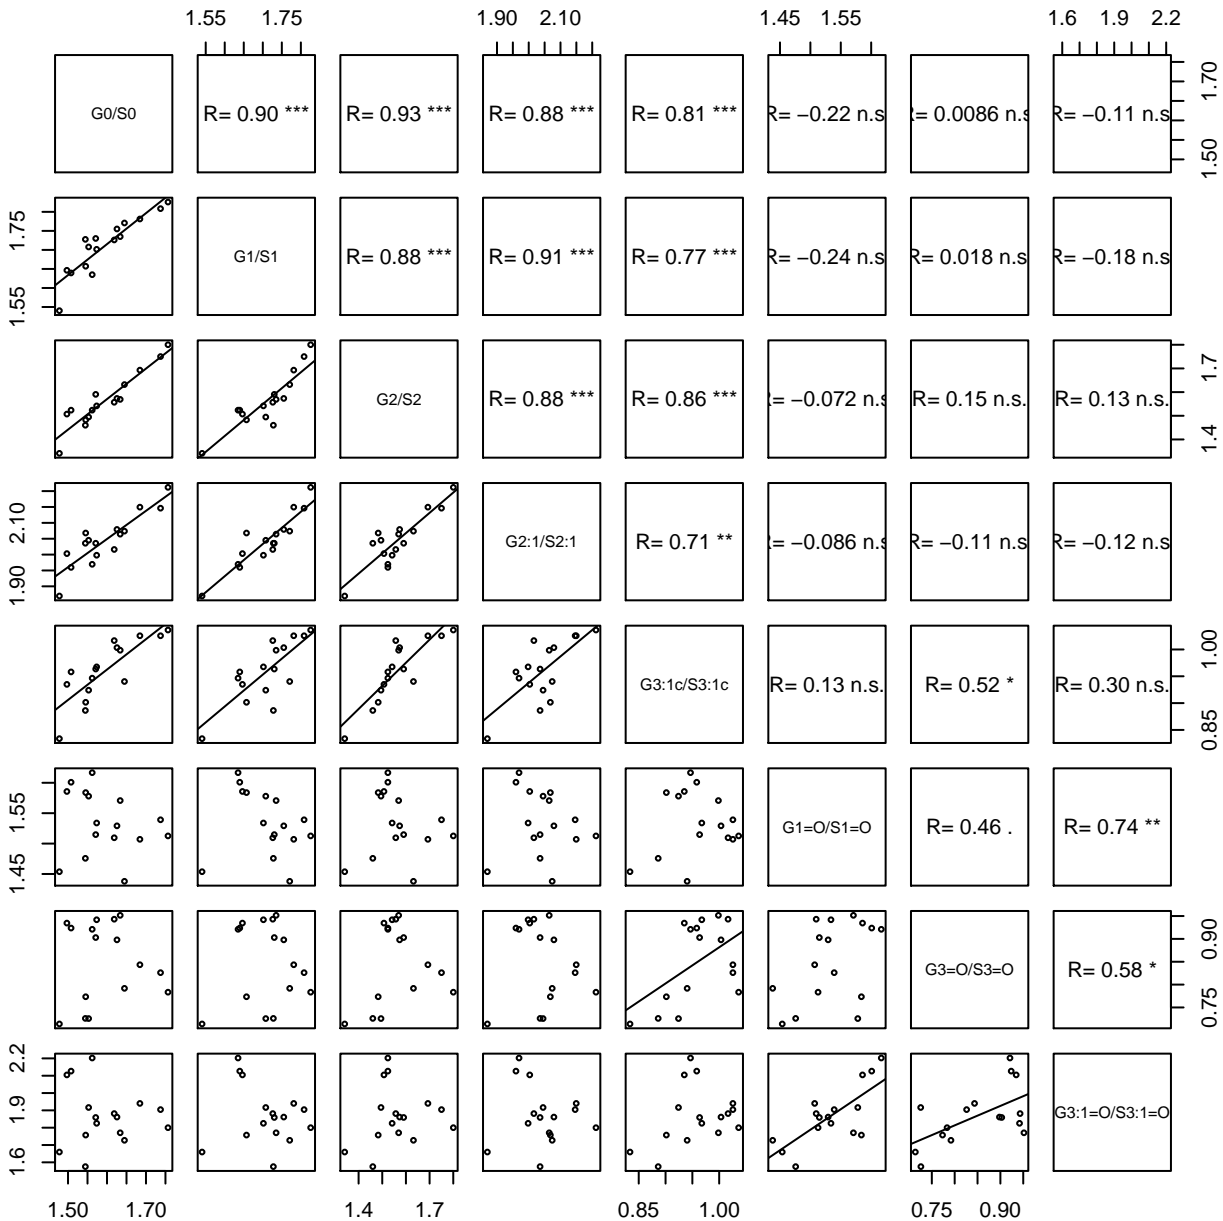 1.55 1.75 1.90 2.10 1.45 1.55 1.6 1.9 2.2
G0/S0 R= 0.90 *** R= 0.93 *** R= 0.88 *** R= 0.81 *** R= −0.22 n.s R= 0.0086 n.s R= −0.11 n.s 1.50 1.70
1.55 1.75 G1/S1 R= 0.88 *** R= 0.91 *** R= 0.77 *** R= −0.24 n.s R= 0.018 n.s R= −0.18 n.s
G2/S2 R= 0.88 *** R= 0.86 *** R= −0.072 n.s R= 0.15 n.s. R= 0.13 n.s. 1.4 1.7
1.90 2.10 G2:1/S2:1 R= 0.71 ** R= −0.086 n.s R= −0.11 n.s R= −0.12 n.s
G3:1c/S3:1c R= 0.13 n.s. R= 0.52 * R= 0.30 n.s. 0.85 1.00
1.45 1.55 G1=O/S1=O R= 0.46 . R= 0.74 **
G3=O/S3=O R= 0.58 * 0.75 0.90
1.6 1.9 2.2 G3:1=O/S3:1=O
1.50 1.70 1.4 1.7 0.85 1.00 0.75 0.90